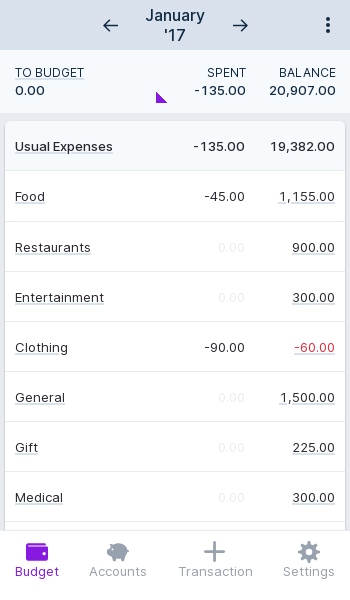 January
'17
TO BUDGET SPENT BALANCE
0.00 -135.00 20,907.00
Usual Expenses -135.00 19,382.00
Food -45.00 1,155.00
Restaurants 0.00 900.00
Entertainment 0.00 300.00
Clothing -90.00 -60.00
General 0.00 1,500.00
Gift 0.00 225.00
Medical 0.00 300.00
Budget Accounts Transaction Settings